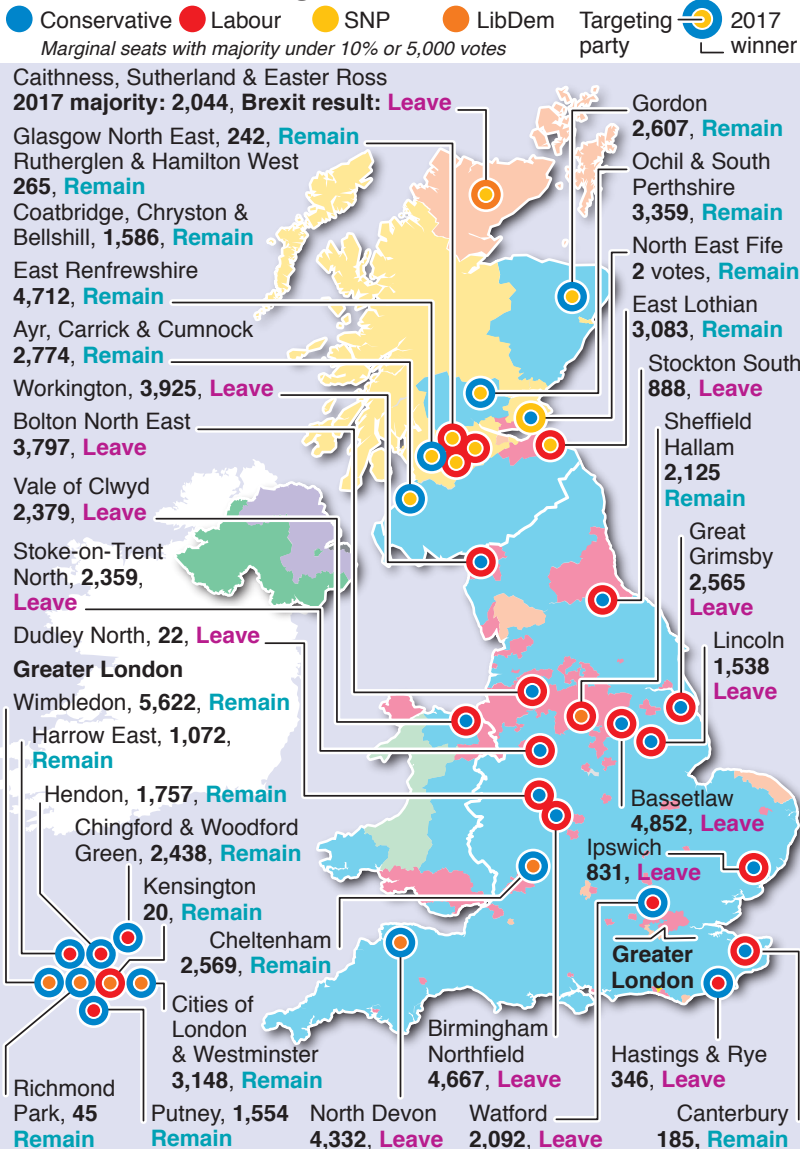 Conservative Labour SNP LibDem
Marginal seats with majority under 10% or 5,000 votes
Targeting party
2017 winner
Caithness, Sutherland & Easter Ross
2017 majority: 2,044, Brexit result: Leave
Glasgow North East, 242, Remain
Rutherglen & Hamilton West
265, Remain
Coatbridge, Chryston &
Bellshill, 1,586, Remain
East Renfrewshire
4,712, Remain
Ayr, Carrick & Cumnock
2,774, Remain
Workington, 3,925, Leave
Bolton North East
3,797, Leave
Vale of Clwyd
2,379, Leave
Stoke-on-Trent
North, 2,359,
Leave
Dudley North, 22, Leave
Greater London
Wimbledon, 5,622, Remain
Harrow East, 1,072,
Remain
Hendon, 1,757, Remain
Chingford & Woodford
Green, 2,438, Remain
Kensington
20, Remain
Cheltenham
2,569, Remain
Cities of
London
& Westminster
3,148, Remain
Richmond
Park, 45
Remain
Putney, 1,554
Remain
North Devon
4,332, Leave
Birmingham
Northfield
4,667, Leave
Watford
2,092, Leave
Hastings & Rye
346, Leave
Canterbury
185, Remain
Gordon
2,607, Remain
Ochil & South
Perthshire
3,359, Remain
North East Fife
2 votes, Remain
East Lothian
3,083, Remain
Stockton South
888, Leave
Sheffield
Hallam
2,125
Remain
Great
Grimsby
2,565
Leave
Lincoln
1,538
Leave
Bassetlaw
4,852, Leave
Ipswich
831, Leave
Greater
London